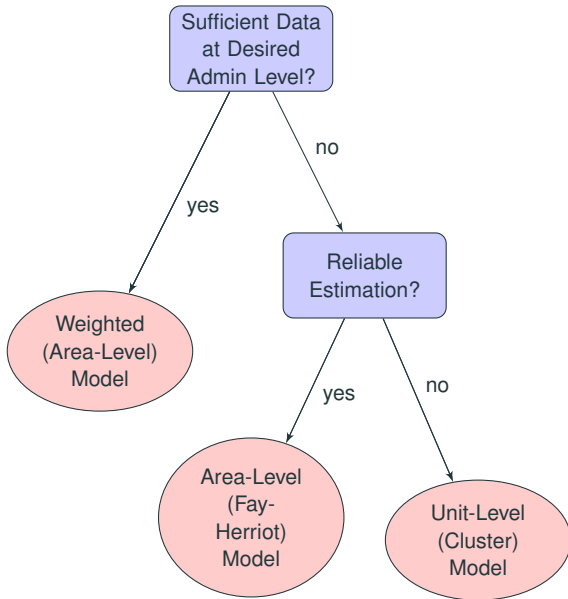 Sufficient Data
at Desired
Admin Level?
no
yes
Reliable
Estimation?
Weighted
(Area-Level)
Model
no
yes
Area-Level
(Fay-
Herriot)
Model
Unit-Level
(Cluster)
Model